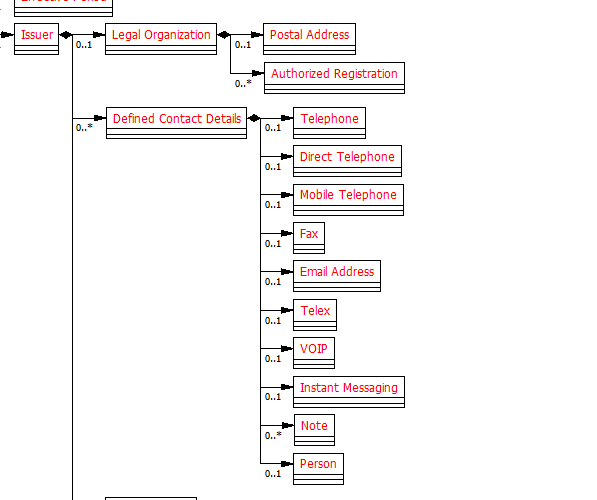 Effective Period
Issuer
0..1
Legal Organization
0..1
Postal Address
0..*
Authorized Registration
0..*
Defined Contact Details
0..1
Telephone
0..1
Direct Telephone
0..1
Mobile Telephone
0..1
Fax
0..1
Email Address
0..1
Telex
0..1
VOIP
0..1
Instant Messaging
0..*
Note
0..1
Person